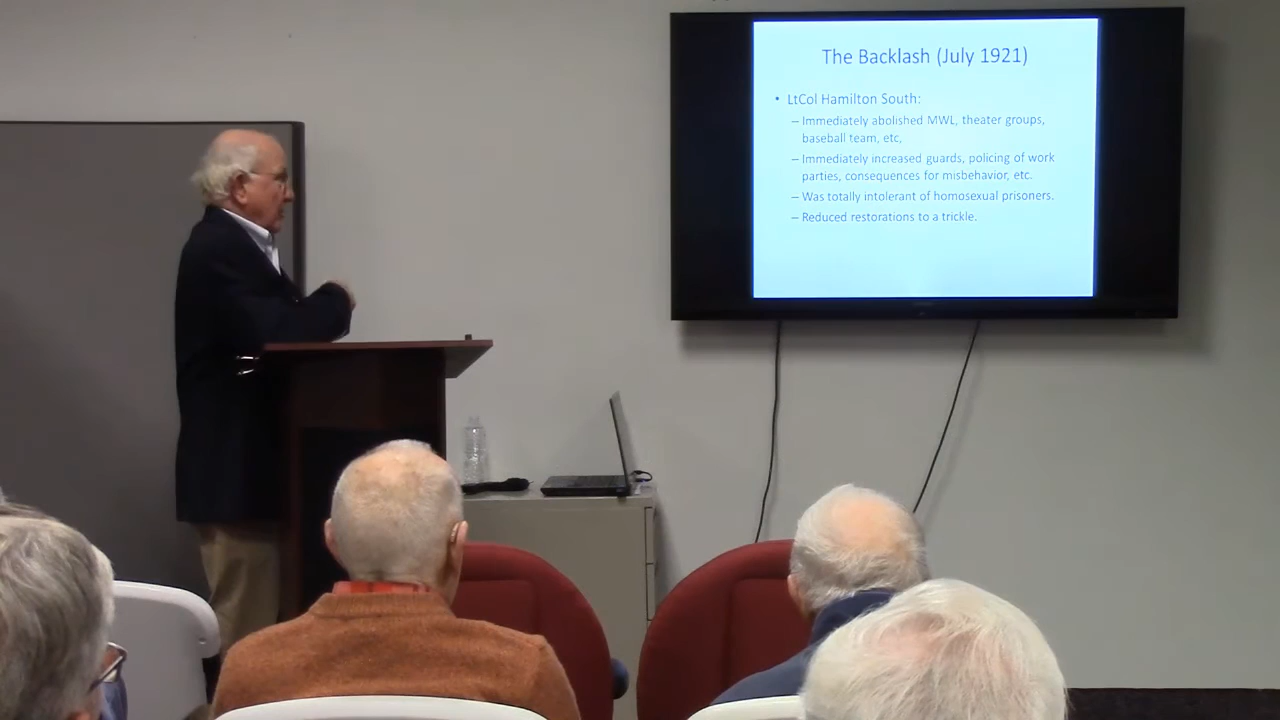 The Backlash (July 1921)
• LtCol Hamilton South:
– Immediately abolished MWL, theater groups,
baseball team, etc,
– Immediately increased guards, policing of work
parties, consequences for misbehavior, etc.
– Was totally intolerant of homosexual prisoners.
– Reduced restorations to a trickle.